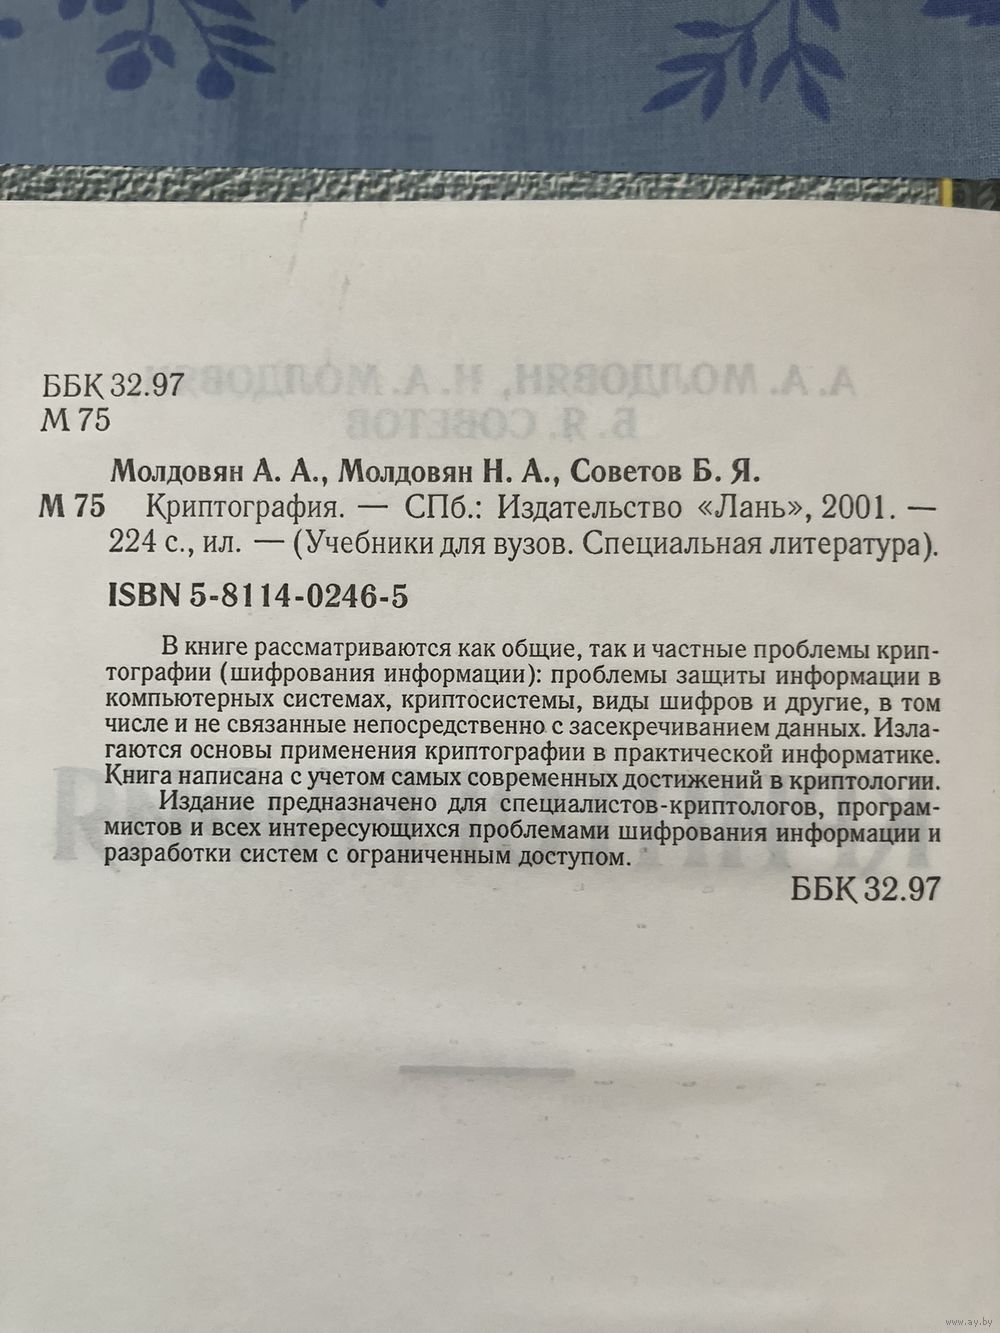 ББК 32.97
М 75
Молдовян А. А., Молдовян Н. А., Советов Б. Я.
М 75 Криптография. — СПб.: Издательство «Лань», 2001. —
224 с., ил. — (Учебники для вузов. Специальная литература).
ISBN 5-8114-0246-5
В книге рассматриваются как общие, так и частные проблемы крип-
тографии (шифрования информации): проблемы защиты информации в
компьютерных системах, криптосистемы, виды шифров и другие, в том
числе и не связанные непосредственно с засекречиванием данных. Изла-
гаются основы применения криптографии в практической информатике.
Книга написана с учетом самых современных достижений в криптологии.
Издание предназначено для специалистов-криптологов, програм-
мистов и всех интересующихся проблемами шифрования информации и
разработки систем с ограниченным доступом.
ББК 32.97
www.ay.by